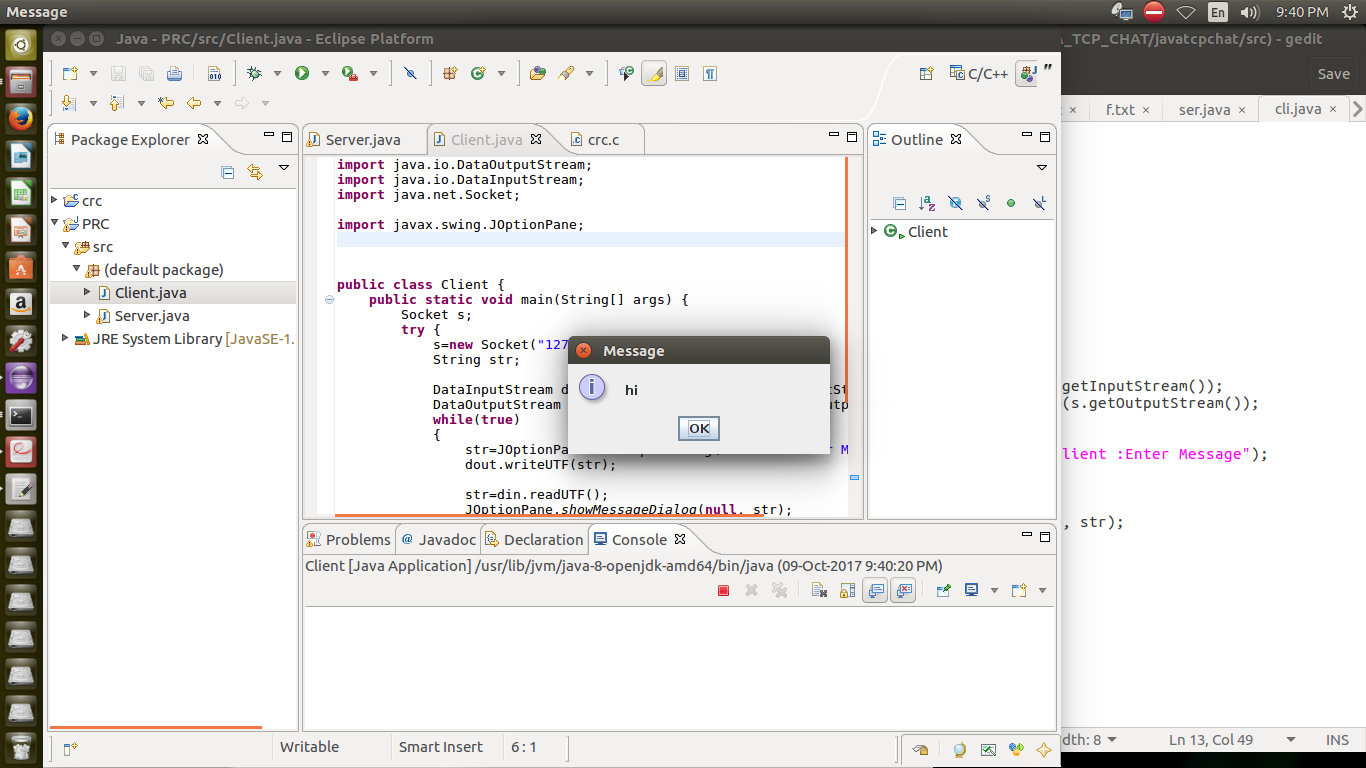 Message
En
9:40 PM
Java - PRC/src/Client.java - Eclipse Platform
_TCP_CHAT/javatcpchat/src) - gedit
C/C++
Save
f.txt ×
ser.java ×
cli.java ×
Package Explorer
Server.java
Client.java
crc.c
Outline
crc
PRC
src
(default package)
Client.java
Server.java
JRE System Library [JavaSE-1.
import java.io.DataOutputStream;
import java.io.DataInputStream;
import java.net.Socket;
import javax.swing.JOptionPane;
public class Client {
public static void main(String[] args) {
Socket s;
try {
s=new Socket("127
String str;
DataInputStream d
DataOutputStream
while(true)
{
str=JOptionPa
dout.writeUTF(str);
str=din.readUTF();
JOptionPane.showMessageDialog(null, str);
Client
Message
hi
OK
getInputStream());
(s.getOutputStream());
lient :Enter Message");
, str);
Problems
@ Javadoc
Declaration
Console
Client [Java Application] /usr/lib/jvm/java-8-openjdk-amd64/bin/java (09-Oct-2017 9:40:20 PM)
Writable
Smart Insert
6 : 1
dth: 8
Ln 13, Col 49
INS